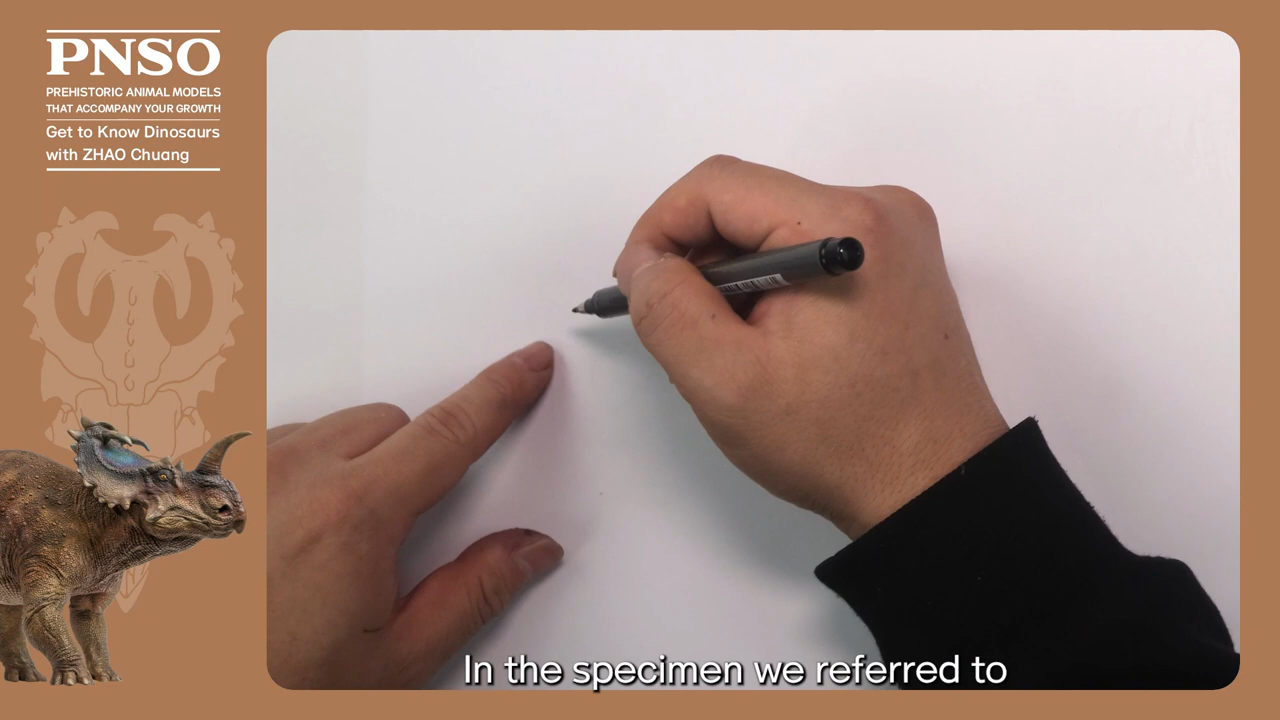 PNSO
PREHISTORIC ANIMAL MODELS
THAT ACCOMPANY YOUR GROWTH
Get to Know Dinosaurs
with ZHAO Chuang
In the specimen we referred to